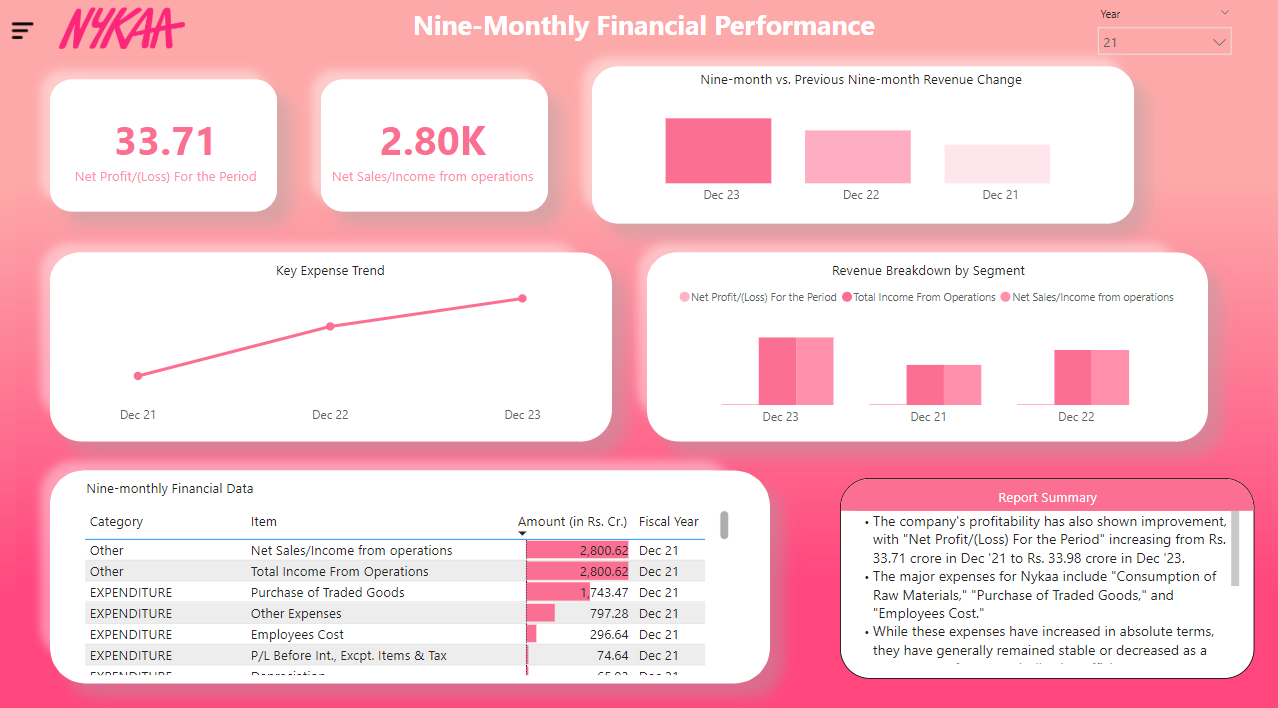 NYKAA
Nine-Monthly Financial Performance
Year
21
33.71
Net Profit/(Loss) For the Period
2.80K
Net Sales/Income from operations
Nine-month vs. Previous Nine-month Revenue Change
Dec 23 Dec 22 Dec 21
Key Expense Trend
Dec 21 Dec 22 Dec 23
Revenue Breakdown by Segment
Net Profit/(Loss) For the Period Total Income From Operations Net Sales/Income from operations
Dec 23 Dec 21 Dec 22
Nine-monthly Financial Data
Category Item Amount (in Rs. Cr.) Fiscal Year
Other Net Sales/Income from operations 2,800.62 Dec 21
Other Total Income From Operations 2,800.62 Dec 21
EXPENDITURE Purchase of Traded Goods 1,743.47 Dec 21
EXPENDITURE Other Expenses 797.28 Dec 21
EXPENDITURE Employees Cost 296.64 Dec 21
EXPENDITURE P/L Before Int., Excpt. Items & Tax 74.64 Dec 21
Report Summary
• The company's profitability has also shown improvement,
with "Net Profit/(Loss) For the Period" increasing from Rs.
33.71 crore in Dec '21 to Rs. 33.98 crore in Dec '23.
• The major expenses for Nykaa include "Consumption of
Raw Materials," "Purchase of Traded Goods," and
"Employees Cost."
• While these expenses have increased in absolute terms,
they have generally remained stable or decreased as a